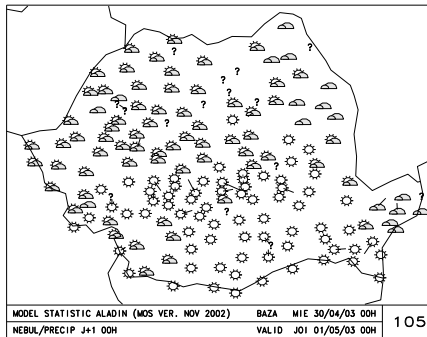 MODEL STATISTIC ALADIN (MOS VER. NOV 2002) BAZA MIE 30/04/03 00H
NEBUL/PRECIP J+1 00H VALID JOI 01/05/03 00H
105